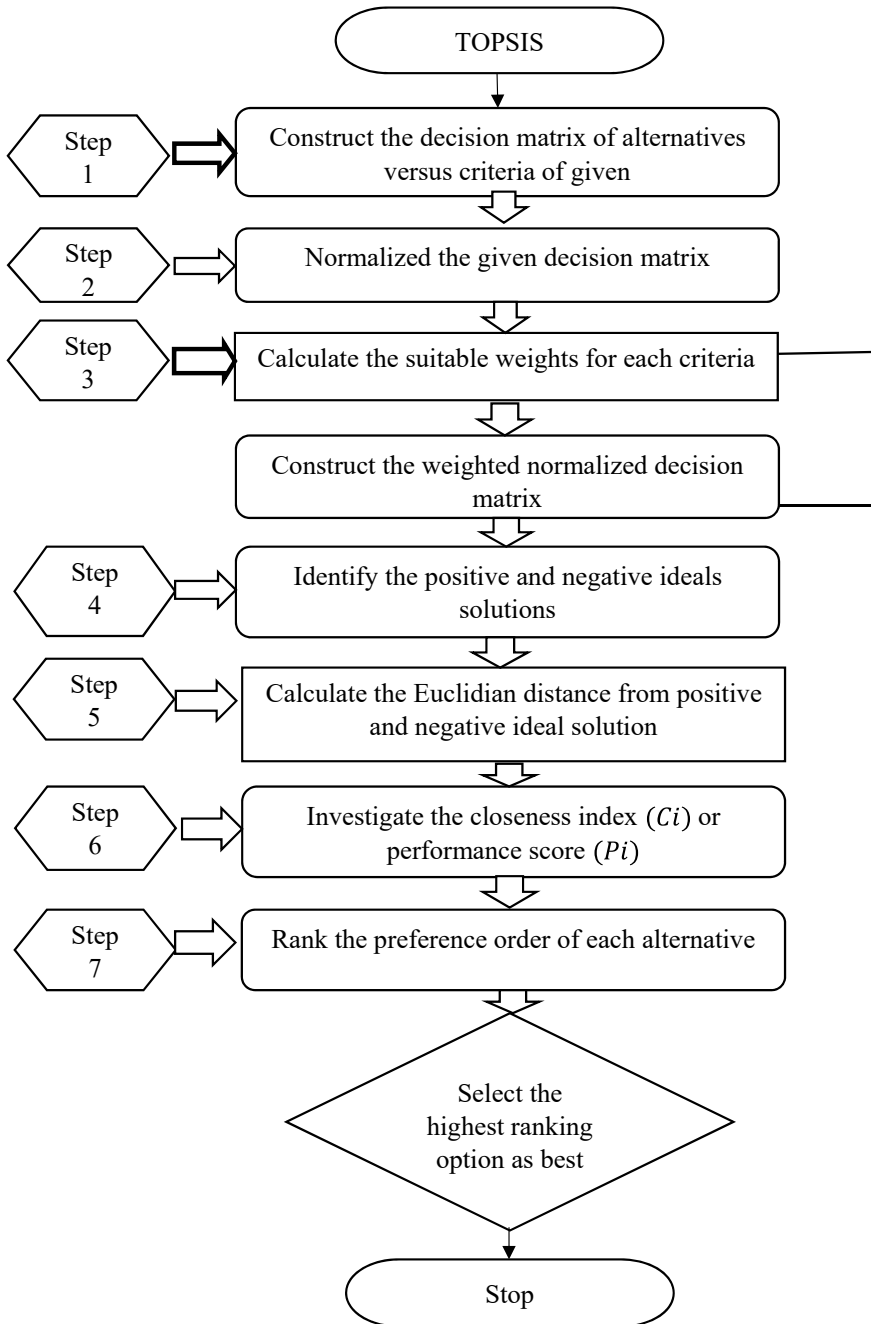 TOPSIS
Step
1
Construct the decision matrix of alternatives
versus criteria of given
Step
2
Normalized the given decision matrix
Step
3
Calculate the suitable weights for each criteria
Construct the weighted normalized decision
matrix
Step
4
Identify the positive and negative ideals
solutions
Step
5
Calculate the Euclidian distance from positive
and negative ideal solution
Step
6
Investigate the closeness index (Ci) or
performance score (Pi)
Step
7
Rank the preference order of each alternative
Select the
highest ranking
option as best
Stop